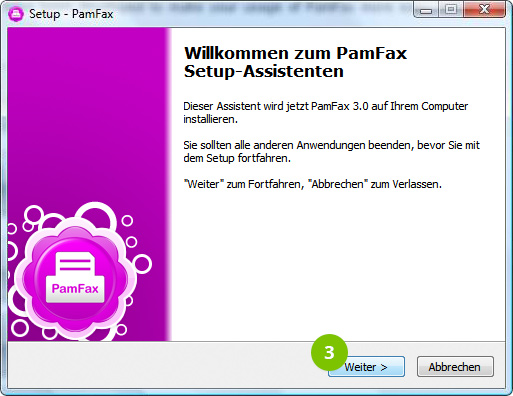 Setup - PamFax
Willkommen zum PamFax
Setup-Assistenten
Dieser Assistent wird jetzt PamFax 3.0 auf Ihrem Computer
installieren.
Sie sollten alle anderen Anwendungen beenden, bevor Sie mit
dem Setup fortfahren.
"Weiter" zum Fortfahren, "Abbrechen" zum Verlassen.
PamFax
3
Weiter >
Abbrechen